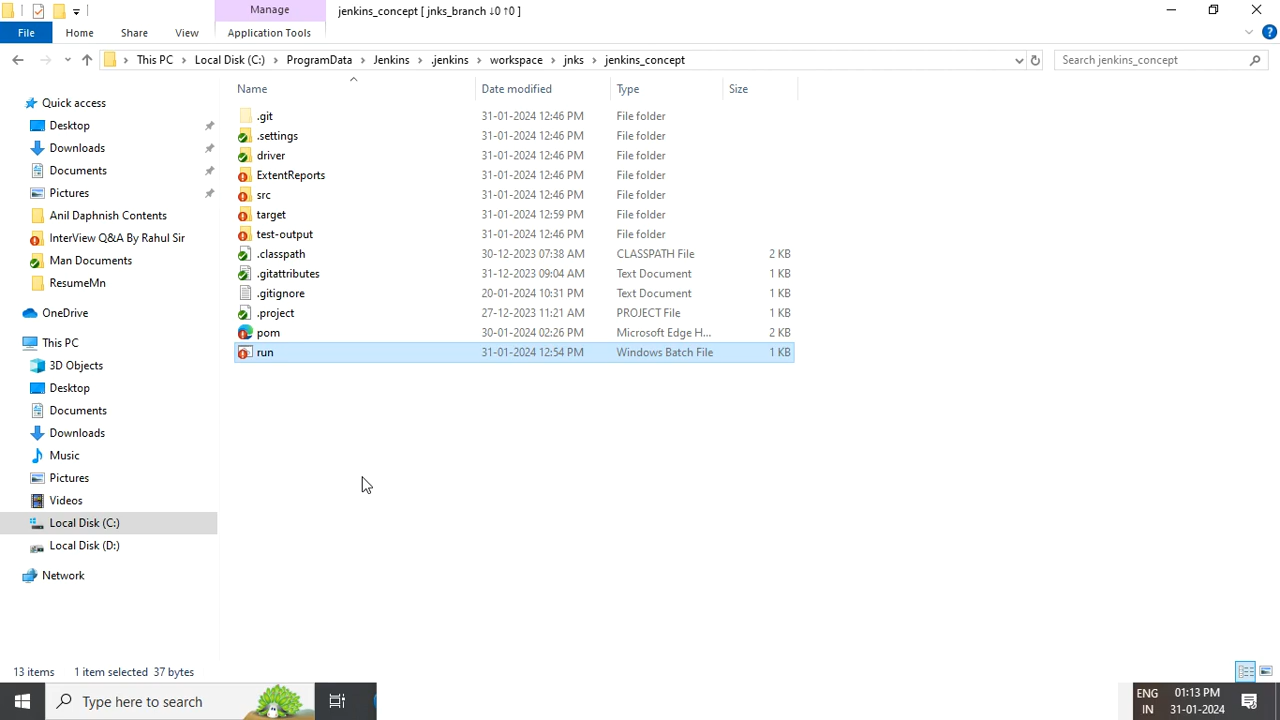 Manage
jenkins_concept [ jnks_branch ↓0 ↑0 ]
File Home Share View Application Tools
This PC > Local Disk (C:) > ProgramData > Jenkins > .jenkins > workspace > jnks > jenkins_concept
Search jenkins_concept
Name Date modified Type Size
Quick access
Desktop
Downloads
Documents
Pictures
Anil Daphnish Contents
InterView Q&A By Rahul Sir
Man Documents
ResumeMn
OneDrive
This PC
3D Objects
Desktop
Documents
Downloads
Music
Pictures
Videos
Local Disk (C:)
Local Disk (D:)
Network
.git 31-01-2024 12:46 PM File folder
.settings 31-01-2024 12:46 PM File folder
driver 31-01-2024 12:46 PM File folder
ExtentReports 31-01-2024 12:46 PM File folder
src 31-01-2024 12:46 PM File folder
target 31-01-2024 12:59 PM File folder
test-output 31-01-2024 12:46 PM File folder
.classpath 30-12-2023 07:38 AM CLASSPATH File 2 KB
.gitattributes 31-12-2023 09:04 AM Text Document 1 KB
.gitignore 20-01-2024 10:31 PM Text Document 1 KB
.project 27-12-2023 11:21 AM PROJECT File 1 KB
pom 30-01-2024 02:26 PM Microsoft Edge H... 2 KB
run 31-01-2024 12:54 PM Windows Batch File 1 KB
13 items 1 item selected 37 bytes
Type here to search
ENG 01:13 PM
IN 31-01-2024